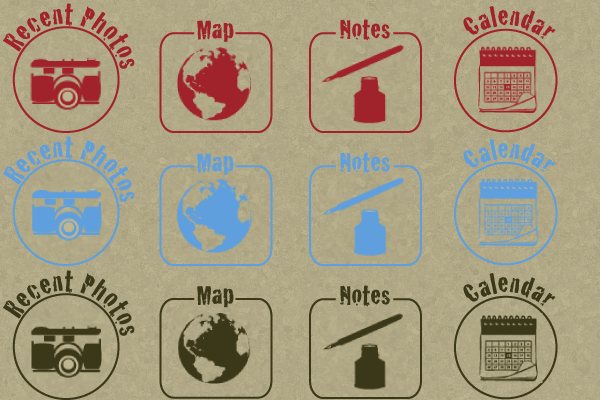 Recent Photos
Map
Notes
Calendar
Recent Photos
Map
Notes
Calendar
Recent Photos
Map
Notes
Calendar